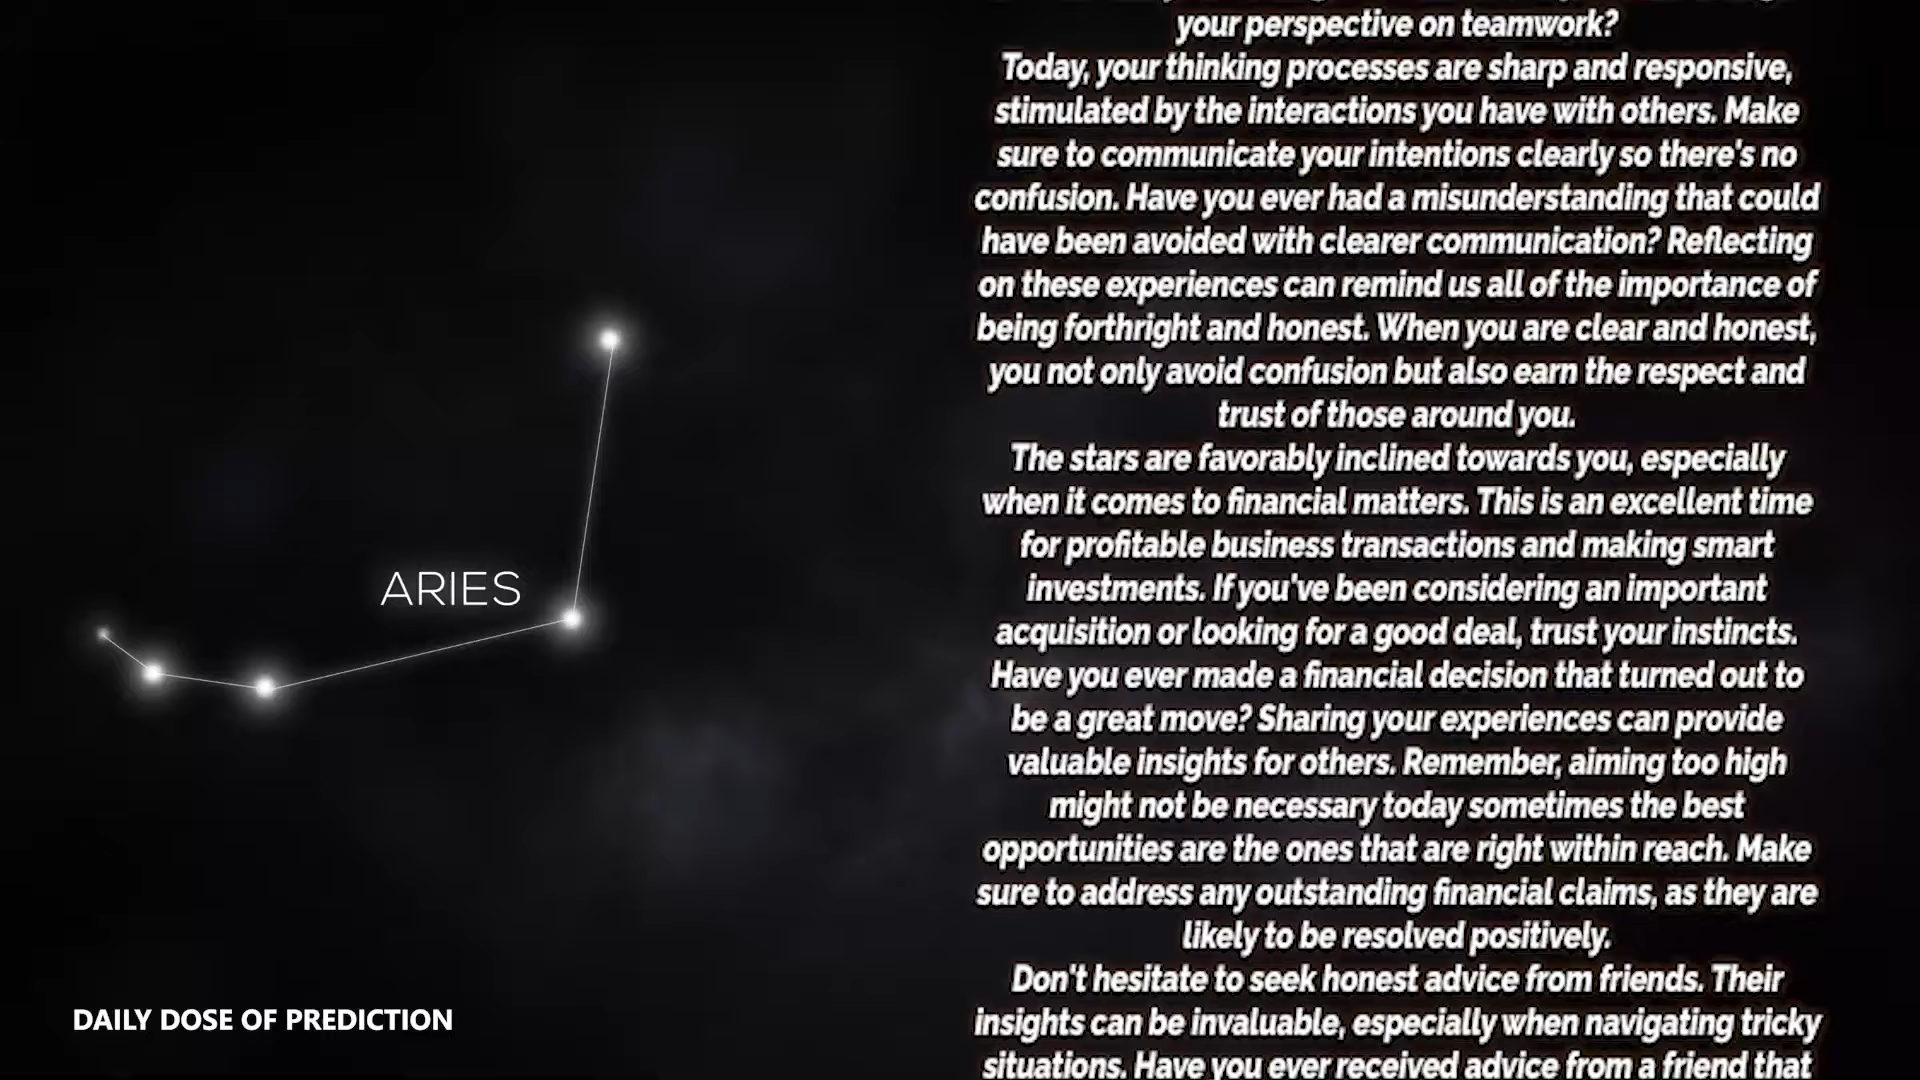 your perspective on teamwork?
Today, your thinking processes are sharp and responsive,
stimulated by the interactions you have with others. Make
sure to communicate your intentions clearly so there's no
confusion. Have you ever had a misunderstanding that could
have been avoided with clearer communication? Reflecting
on these experiences can remind us all of the importance of
being forthright and honest. When you are clear and honest,
you not only avoid confusion but also earn the respect and
trust of those around you.
The stars are favorably inclined towards you, especially
when it comes to financial matters. This is an excellent time
for profitable business transactions and making smart
investments. If you've been considering an important
acquisition or looking for a good deal, trust your instincts.
Have you ever made a financial decision that turned out to
be a great move? Sharing your experiences can provide
valuable insights for others. Remember, aiming too high
might not be necessary today sometimes the best
opportunities are the ones that are right within reach. Make
sure to address any outstanding financial claims, as they are
likely to be resolved positively.
Don't hesitate to seek honest advice from friends. Their
insights can be invaluable, especially when navigating tricky
situations. Have you ever received advice from a friend that
ARIES
DAILY DOSE OF PREDICTION